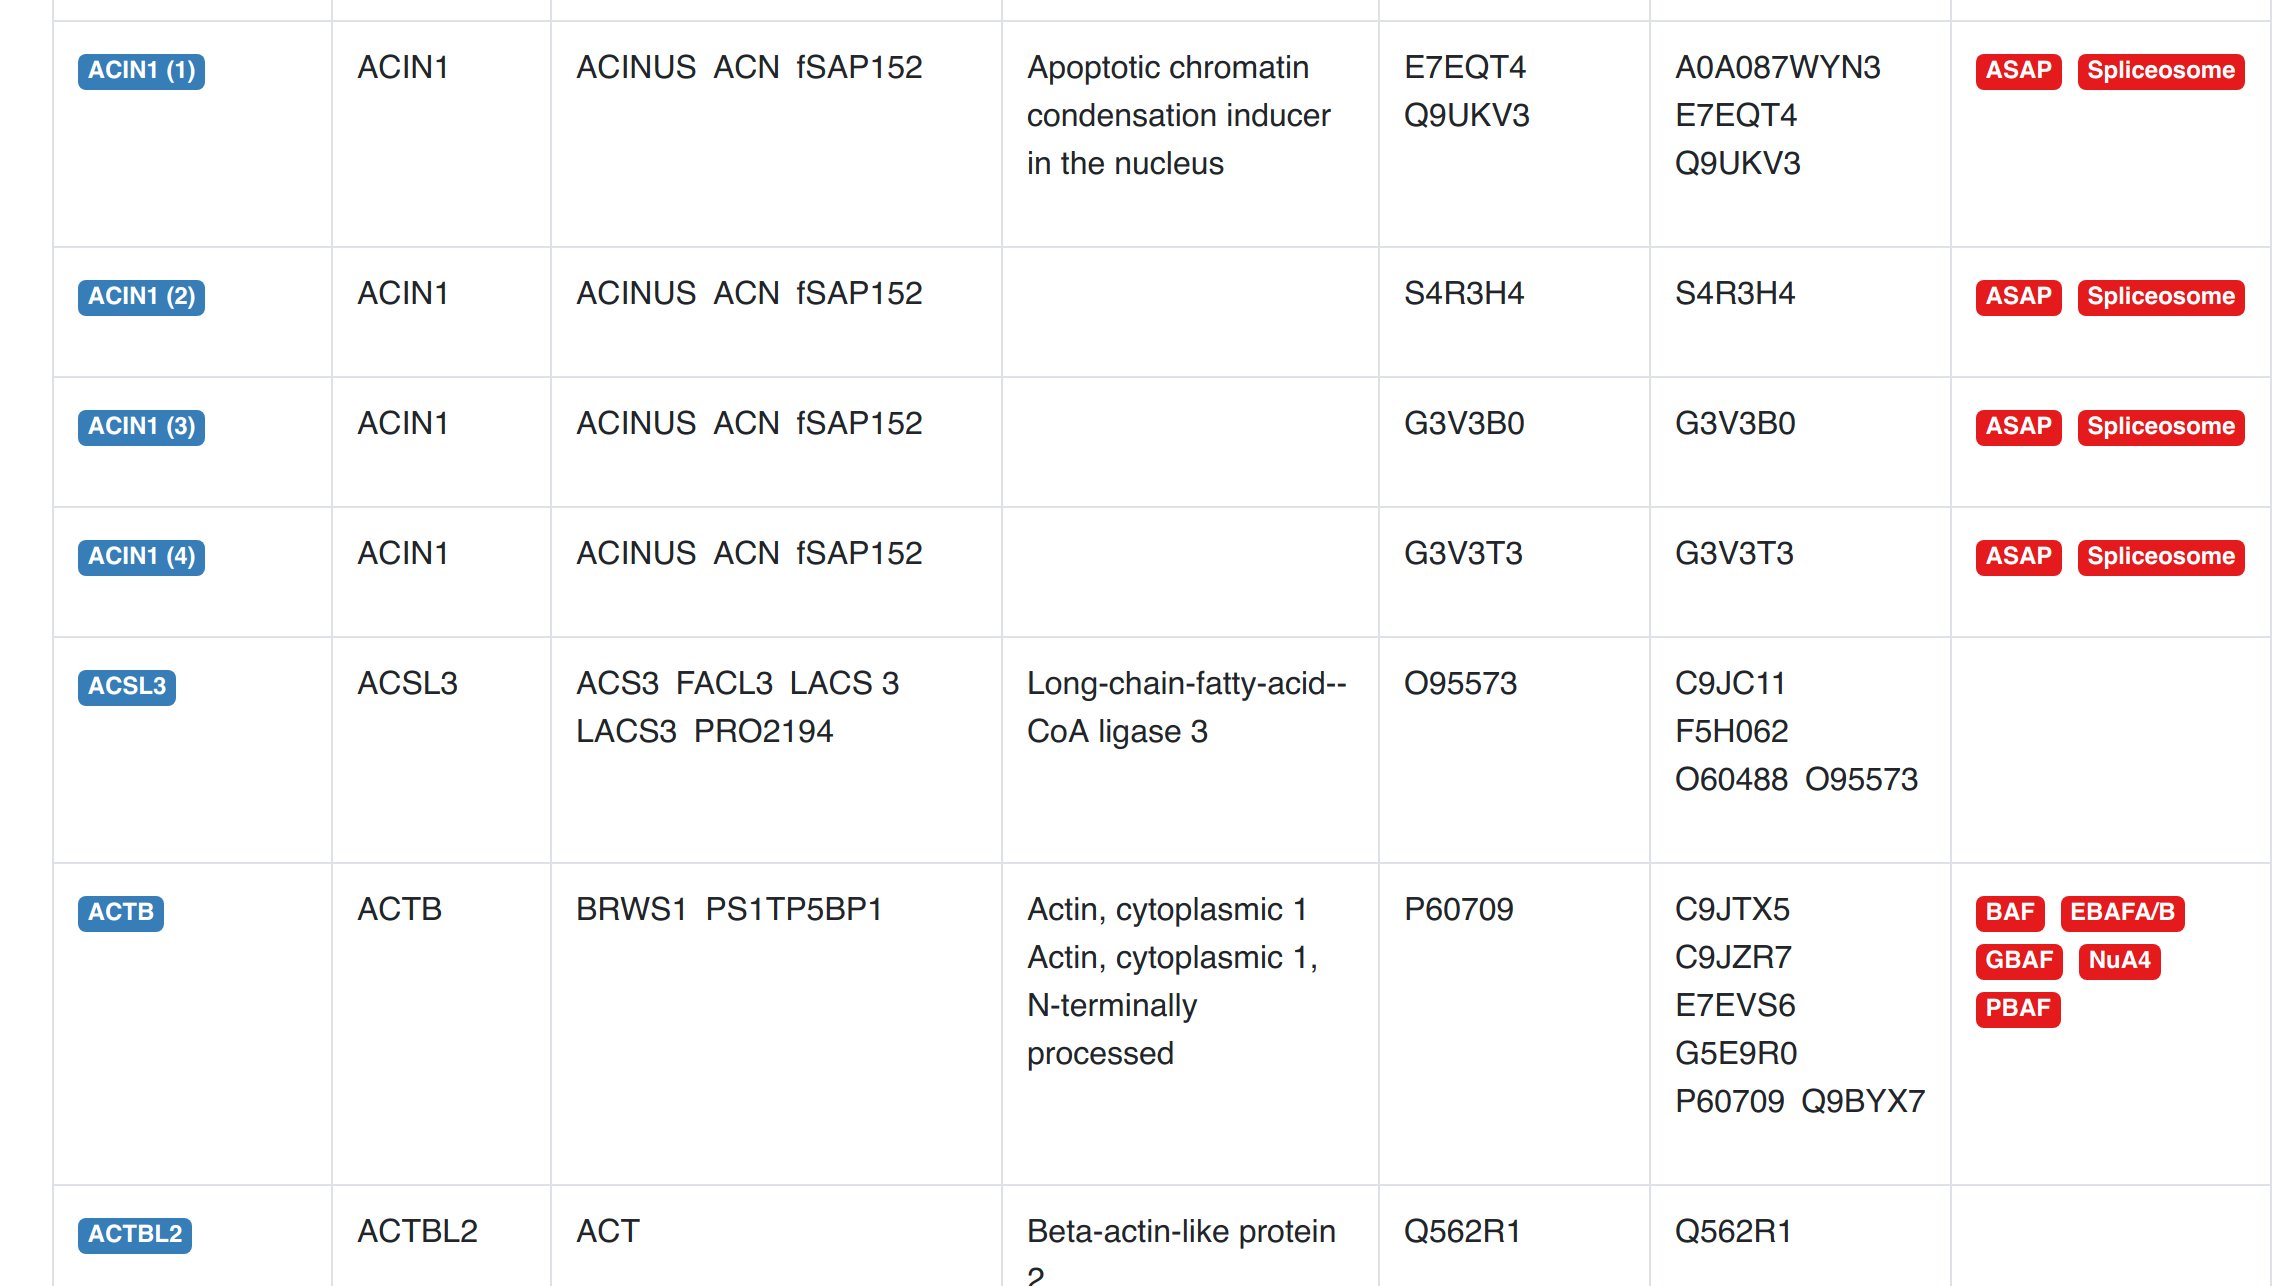 ACIN1 (1) ACIN1 ACINUS ACN fSAP152 Apoptotic chromatin E7EQT4 A0A087WYN3 ASAP Spliceosome
condensation inducer Q9UKV3 E7EQT4
in the nucleus Q9UKV3
ACIN1 (2) ACIN1 ACINUS ACN fSAP152 S4R3H4 S4R3H4 ASAP Spliceosome
ACIN1 (3) ACIN1 ACINUS ACN fSAP152 G3V3B0 G3V3B0 ASAP Spliceosome
ACIN1 (4) ACIN1 ACINUS ACN fSAP152 G3V3T3 G3V3T3 ASAP Spliceosome
ACSL3 ACSL3 ACS3 FACL3 LACS 3 Long-chain-fatty-acid-- O95573 C9JC11
LACS3 PRO2194 CoA ligase 3 F5H062
O60488 O95573
ACTB ACTB BRWS1 PS1TP5BP1 Actin, cytoplasmic 1 P60709 C9JTX5 BAF EBAFA/B
Actin, cytoplasmic 1, C9JZR7 GBAF NuA4
N-terminally E7EVS6 PBAF
processed G5E9R0
P60709 Q9BYX7
ACTBL2 ACTBL2 ACT Beta-actin-like protein Q562R1 Q562R1
2